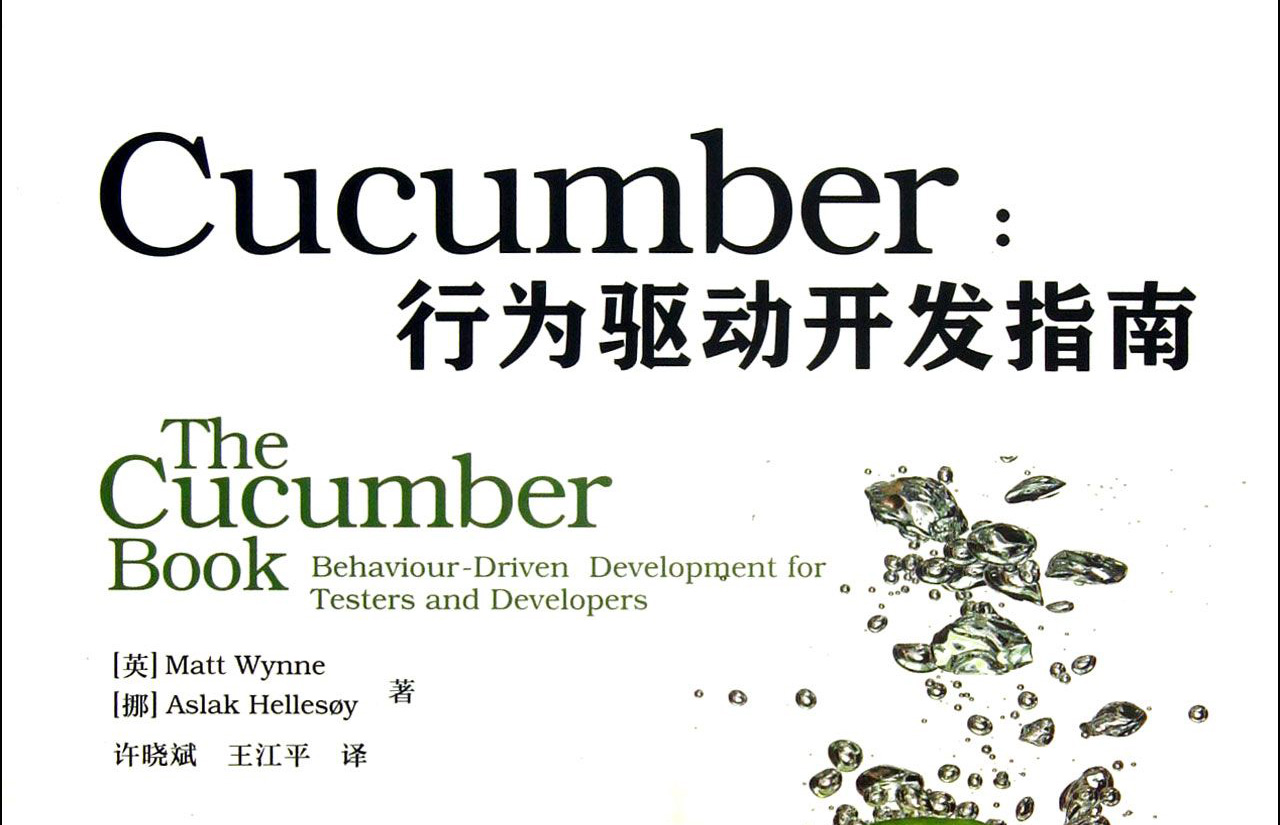 Cucumber：
行为驱动开发指南
The
Cucumber
Book
Behaviour-Driven Development for
Testers and Developers
[英] Matt Wynne
[挪] Aslak Hellesøy
著
许晓斌 王江平 译